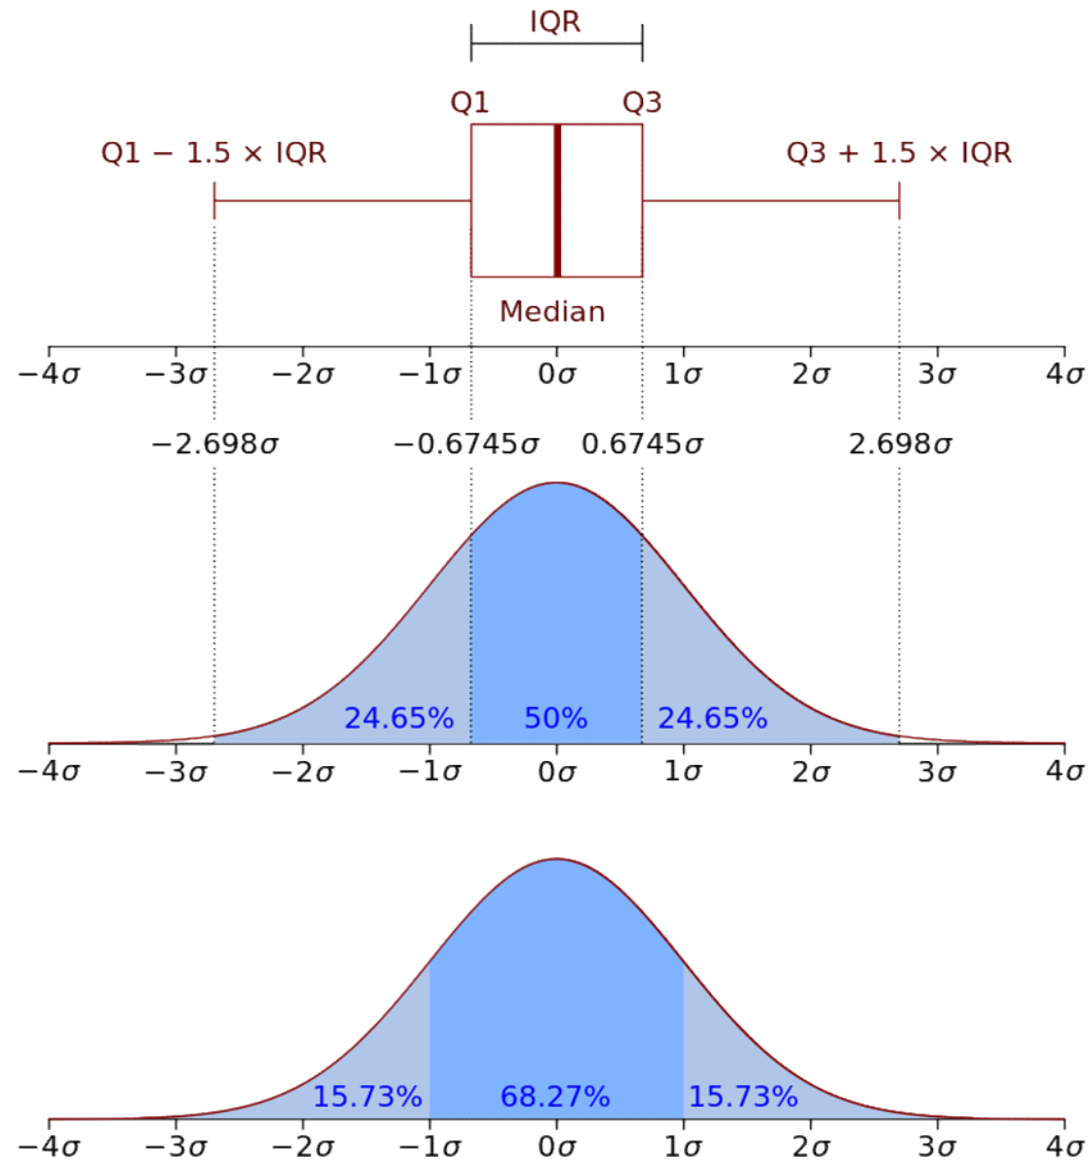 IQR
Q1 Q3
Q1 − 1.5 × IQR Q3 + 1.5 × IQR
Median
−4σ −3σ −2σ −1σ 0σ 1σ 2σ 3σ 4σ
−2.698σ −0.6745σ 0.6745σ 2.698σ
24.65% 50% 24.65%
−4σ −3σ −2σ −1σ 0σ 1σ 2σ 3σ 4σ
15.73% 68.27% 15.73%
−4σ −3σ −2σ −1σ 0σ 1σ 2σ 3σ 4σ